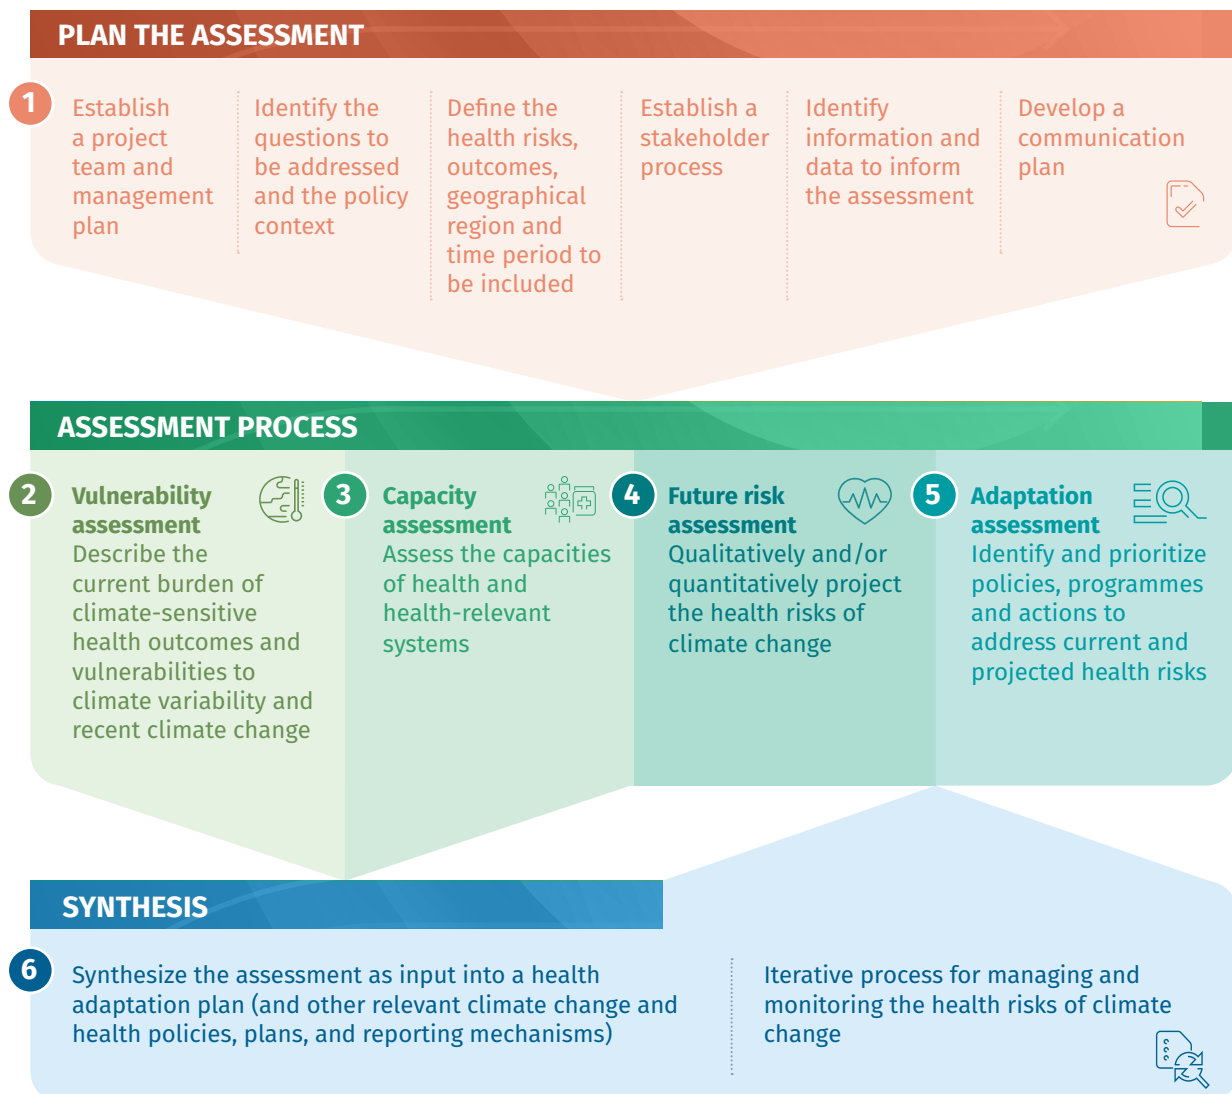 PLAN THE ASSESSMENT
1
Establish
a project
team and
management
plan
Identify the
questions to
be addressed
and the policy
context
Define the
health risks,
outcomes,
geographical
region and
time period to
be included
Establish a
stakeholder
process
Identify
information and
data to inform
the assessment
Develop a
communication
plan
ASSESSMENT PROCESS
2
Vulnerability
assessment
Describe the
current burden of
climate-sensitive
health outcomes and
vulnerabilities to
climate variability and
recent climate change
3
Capacity
assessment
Assess the capacities
of health and
health-relevant
systems
4
Future risk
assessment
Qualitatively and/or
quantitatively project
the health risks of
climate change
5
Adaptation
assessment
Identify and prioritize
policies, programmes
and actions to
address current and
projected health risks
SYNTHESIS
6
Synthesize the assessment as input into a health
adaptation plan (and other relevant climate change and
health policies, plans, and reporting mechanisms)
Iterative process for managing and
monitoring the health risks of climate
change